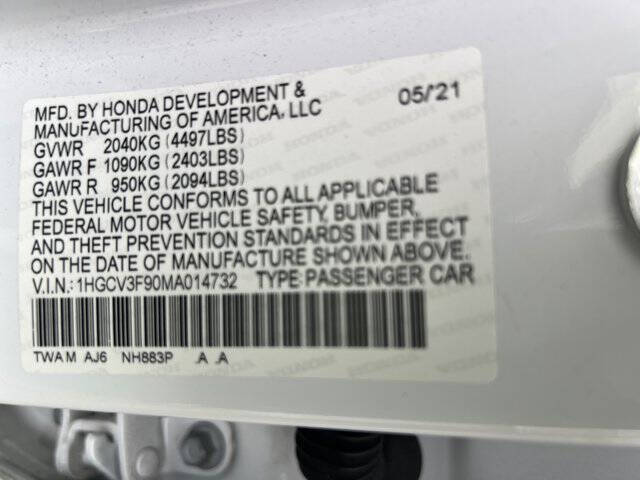 MFD. BY HONDA DEVELOPMENT & 05/'21
MANUFACTURING OF AMERICA, LLC
GVWR 2040KG (4497LBS)
GAWR F 1090KG (2403LBS)
GAWR R 950KG (2094LBS)
THIS VEHICLE CONFORMS TO ALL APPLICABLE
FEDERAL MOTOR VEHICLE SAFETY, BUMPER,
AND THEFT PREVENTION STANDARDS IN EFFECT
ON THE DATE OF MANUFACTURE SHOWN ABOVE.
V.I.N.: 1HGCV3F90MA014732 TYPE:PASSENGER CAR
TWA M AJ6 NH883P .A .A